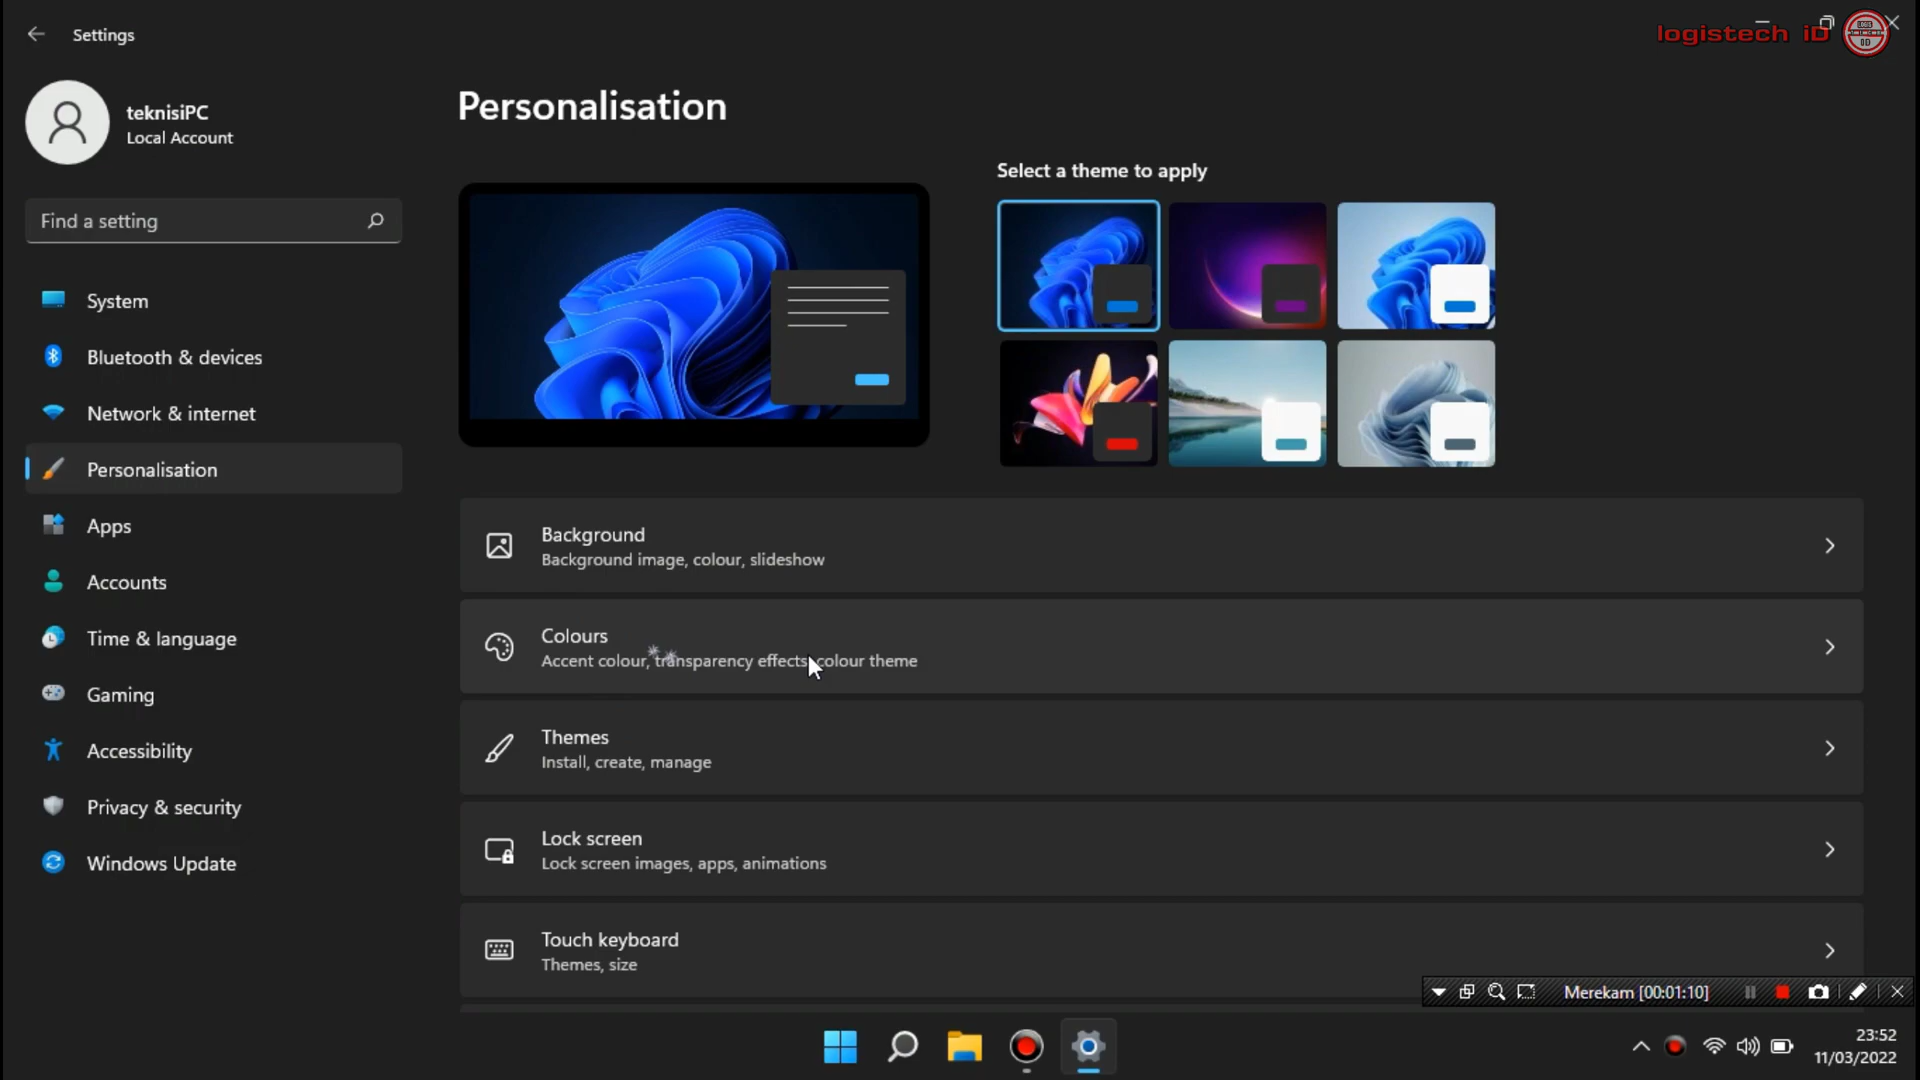 Settings
logistech iD
teknisiPC
Local Account
Find a setting
System
Bluetooth & devices
Network & internet
Personalisation
Apps
Accounts
Time & language
Gaming
Accessibility
Privacy & security
Windows Update
Personalisation
Select a theme to apply
Background
Background image, colour, slideshow
Colours
Accent colour, transparency effects, colour theme
Themes
Install, create, manage
Lock screen
Lock screen images, apps, animations
Touch keyboard
Themes, size
Merekam [00:01:10]
23:52
11/03/2022